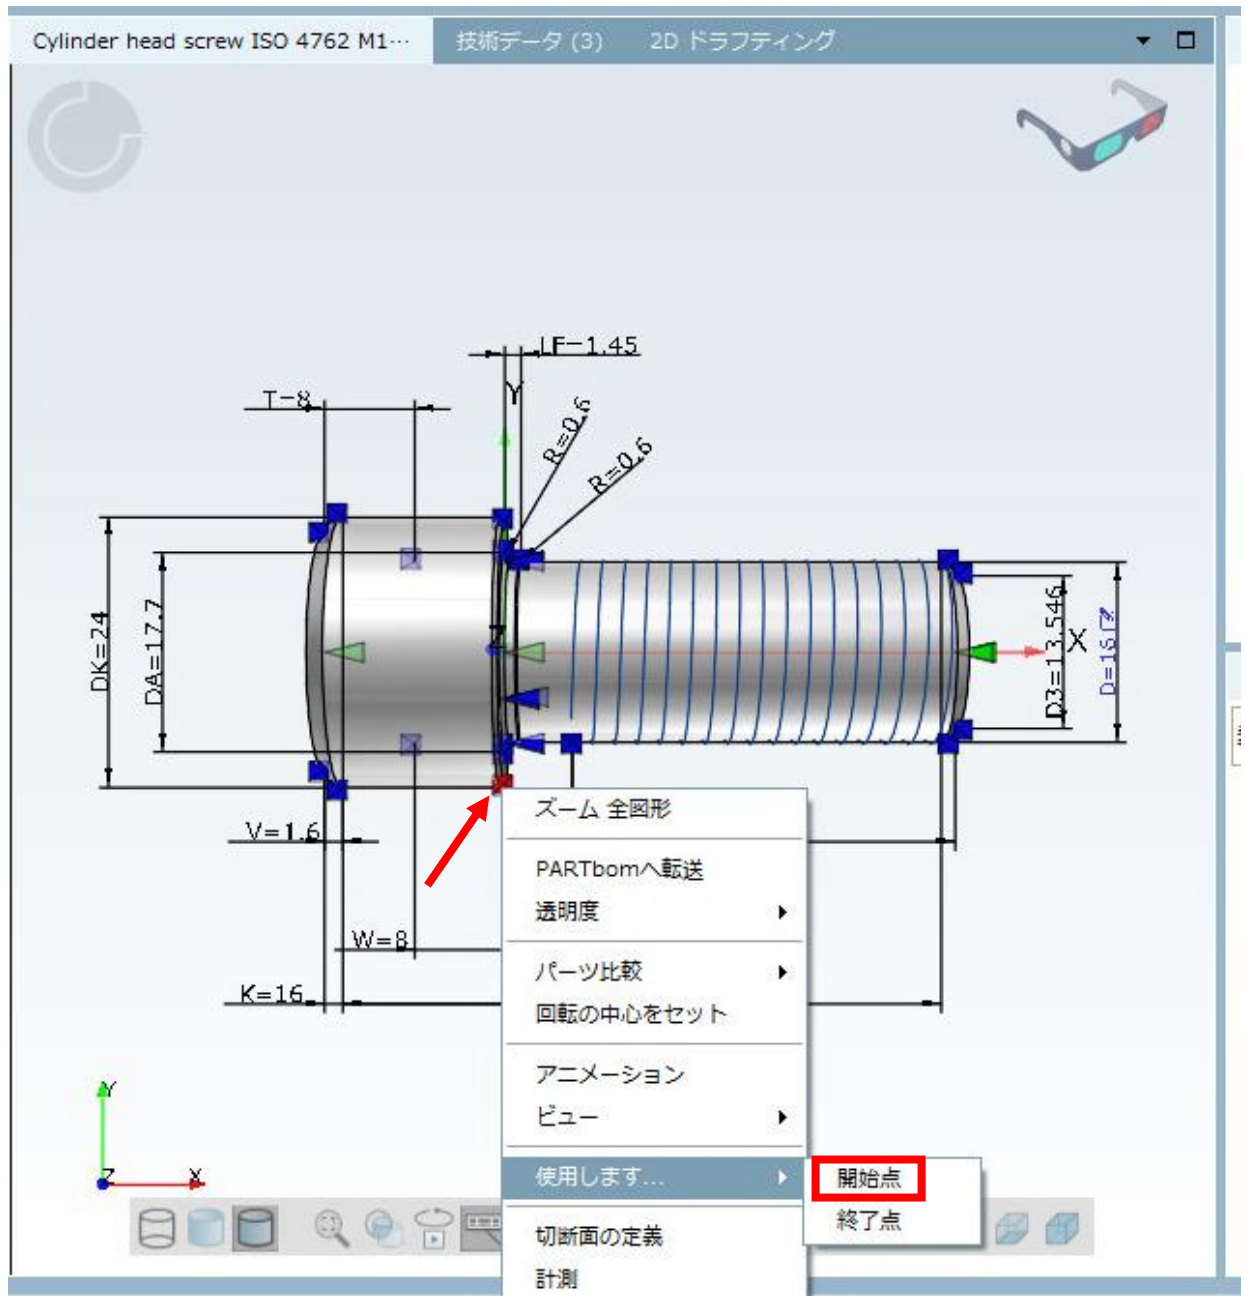 Cylinder head screw ISO 4762 M1… 技術データ (3) 2D ドラフティング
LF=1.45
T=8
Y
R=0.6
R=0.6
DK=24
DA=17.7
Z
X
D3=13.546
D=16
V=1.6
W=8
K=16
ズーム 全図形
PARTbomへ転送
透明度
パーツ比較
回転の中心をセット
アニメーション
ビュー
使用します...
開始点
終了点
切断面の定義
計測
Y
Z
X